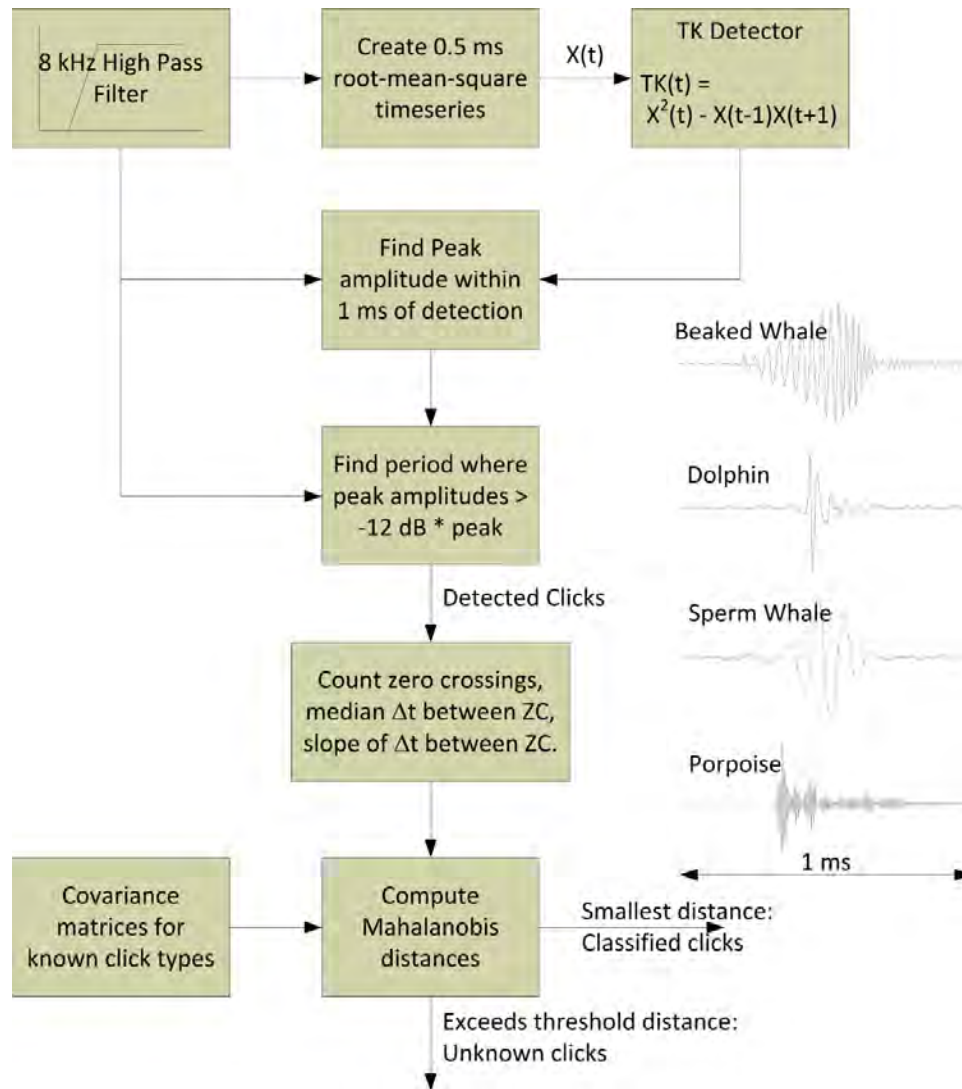 8 kHz High Pass
Filter
Create 0.5 ms
root-mean-square
timeseries
X(t)
TK Detector
TK(t) =
X²(t) - X(t-1)X(t+1)
Find Peak
amplitude within
1 ms of detection
Find period where
peak amplitudes >
-12 dB * peak
Detected Clicks
Count zero crossings,
median Δt between ZC,
slope of Δt between ZC.
Covariance
matrices for
known click types
Compute
Mahalanobis
distances
Smallest distance:
Classified clicks
Exceeds threshold distance:
Unknown clicks
Beaked Whale
Dolphin
Sperm Whale
Porpoise
1 ms